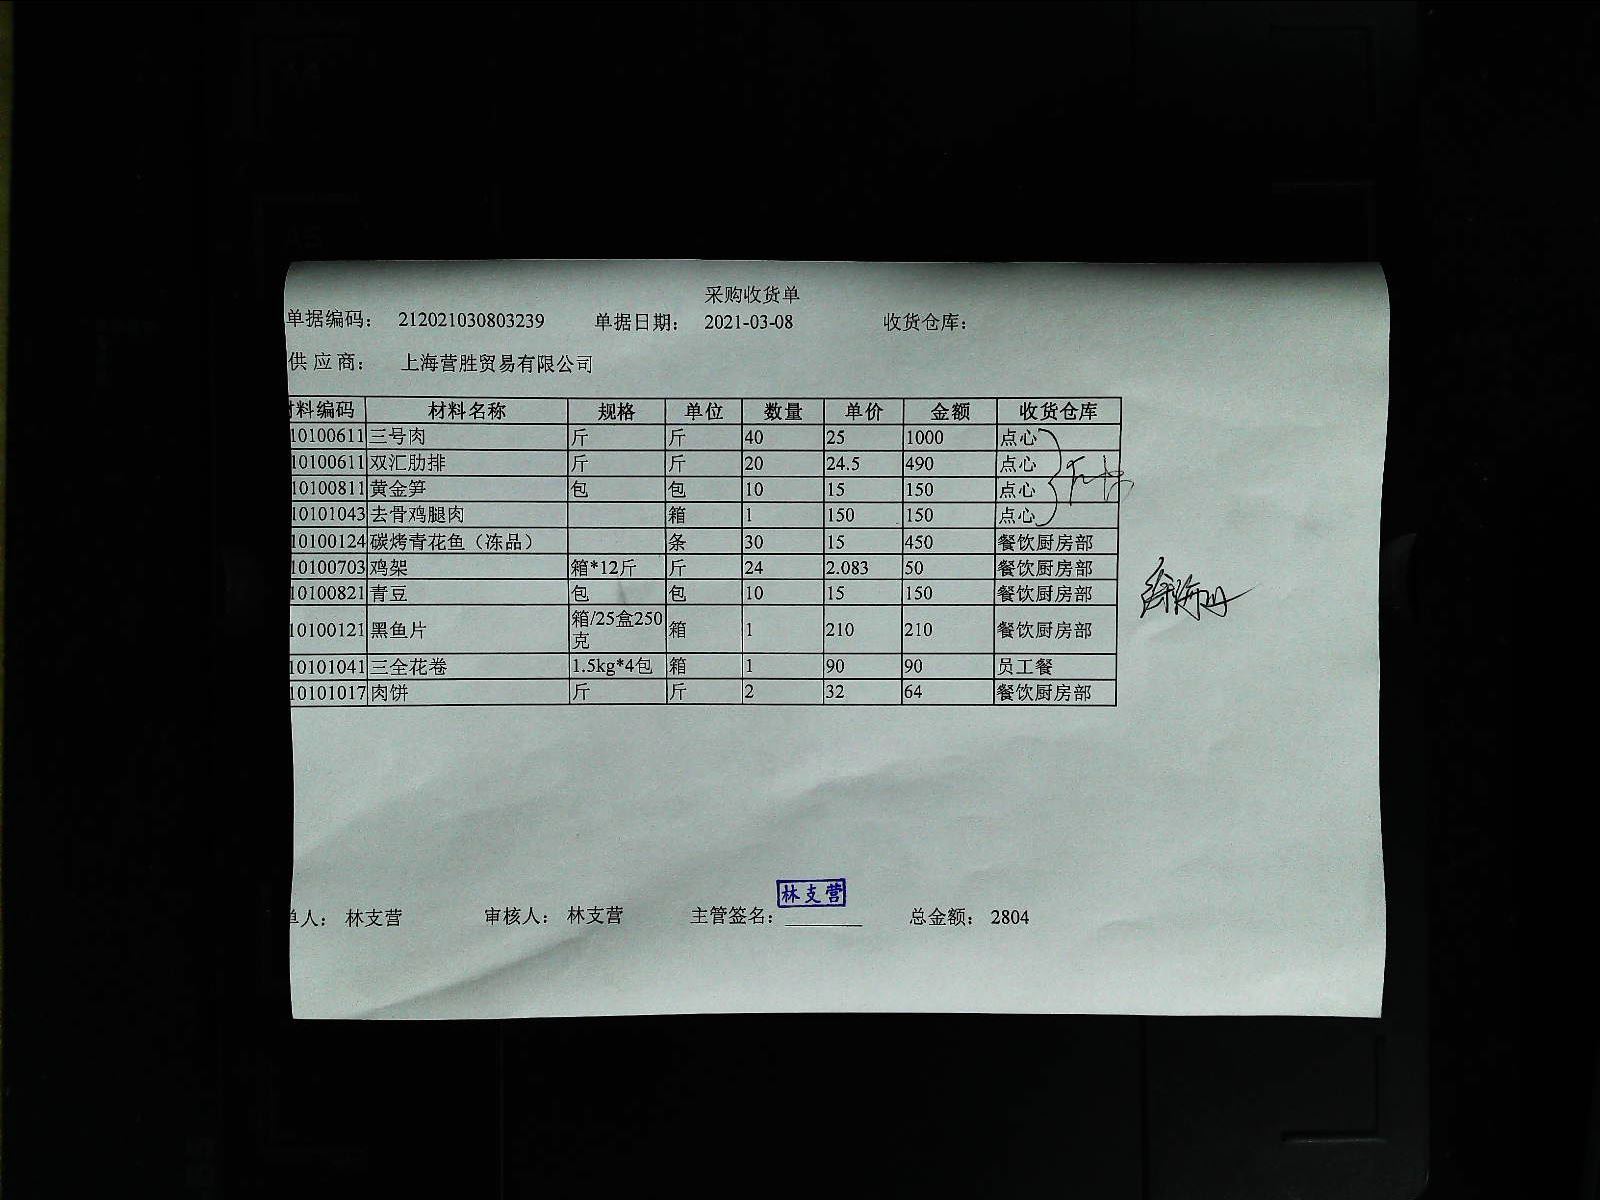 采购收货单
单据编码： 212021030803239 单据日期： 2021-03-08 收货仓库：
供 应 商： 上海营胜贸易有限公司
材料编码 材料名称 规格 单位 数量 单价 金额 收货仓库
10100611 三号肉 斤 斤 40 25 1000 点心
10100611 双汇肋排 斤 斤 20 24.5 490 点心
10100811 黄金笋 包 包 10 15 150 点心
10101043 去骨鸡腿肉 箱 1 150 150 点心
10100124 碳烤青花鱼（冻品） 条 30 15 450 餐饮厨房部
10100703 鸡架 箱*12斤 斤 24 2.083 50 餐饮厨房部
10100821 青豆 包 包 10 15 150 餐饮厨房部
10100121 黑鱼片 箱/25盒250克 箱 1 210 210 餐饮厨房部
10101041 三全花卷 1.5kg*4包 箱 1 90 90 员工餐
10101017 肉饼 斤 斤 2 32 64 餐饮厨房部
林支营
单人： 林支营 审核人： 林支营 主管签名： 总金额： 2804